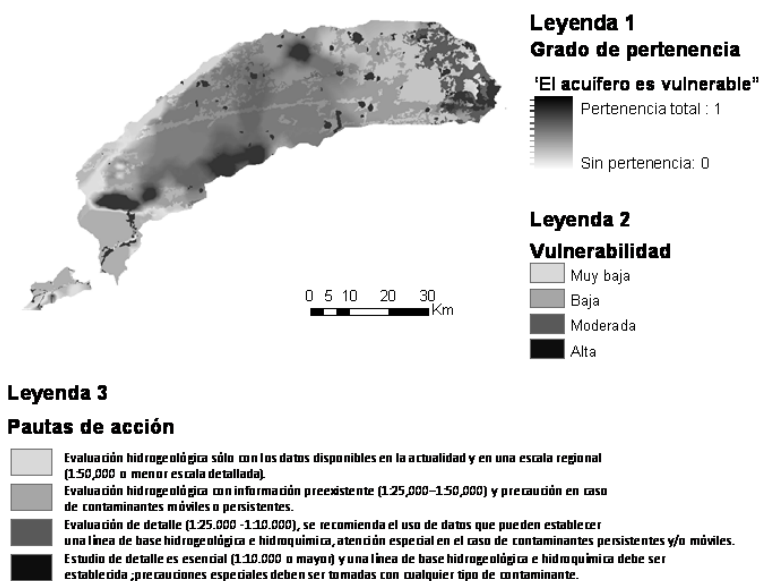 Leyenda 1
Grado de pertenencia
'El acuífero es vulnerable"
Pertenencia total : 1
Sin pertenencia: 0
Leyenda 2
Vulnerabilidad
Muy baja
Baja
Moderada
Alta
0 5 10 20 30
Km
Leyenda 3
Pautas de acción
Evaluación hidrogeológica sólo con los datos disponibles en la actualidad y en una escala regional
(1:50,000 o menor escala detallada).
Evaluación hidrogeológica con información preexistente (1:25,000–1:50,000) y precaución en caso
de contaminantes móviles o persistentes.
Evaluación de detalle (1:25.000 -1:10.000), se recomienda el uso de datos que pueden establecer
una línea de base hidrogeológica e hidroquímica, atención especial en el caso de contaminantes persistentes y/o móviles.
Estudio de detalle es esencial (1:10.000 o mayor) y una línea de base hidrogeológica e hidroquímica debe ser
establecida ;precauciones especiales deben ser tomadas con cualquier tipo de contaminante.